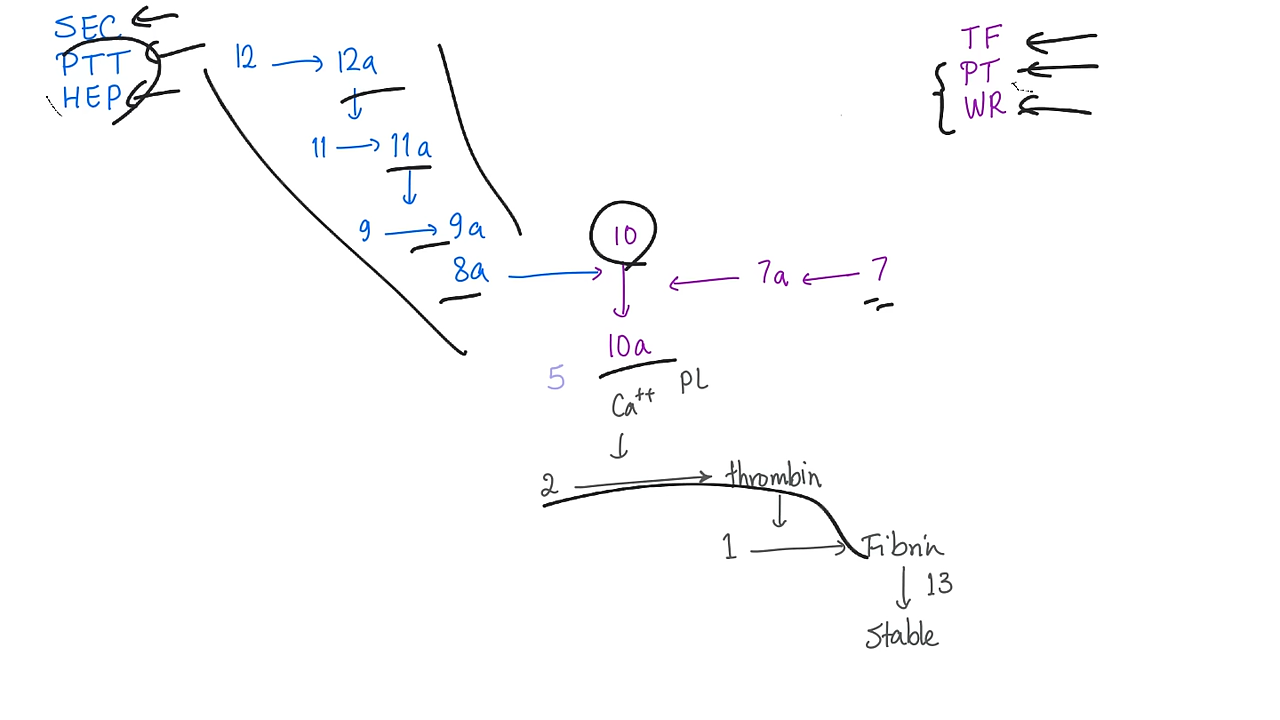 SEC
PTT
HEP
12 → 12a
↓
11 → 11a
↓
9 → 9a
8a → 10 ← 7a ← 7
↓
10a
5
Ca++ PL
↓
2 → thrombin
↓
1 → Fibrin
↓ 13
Stable
TF
PT
WR